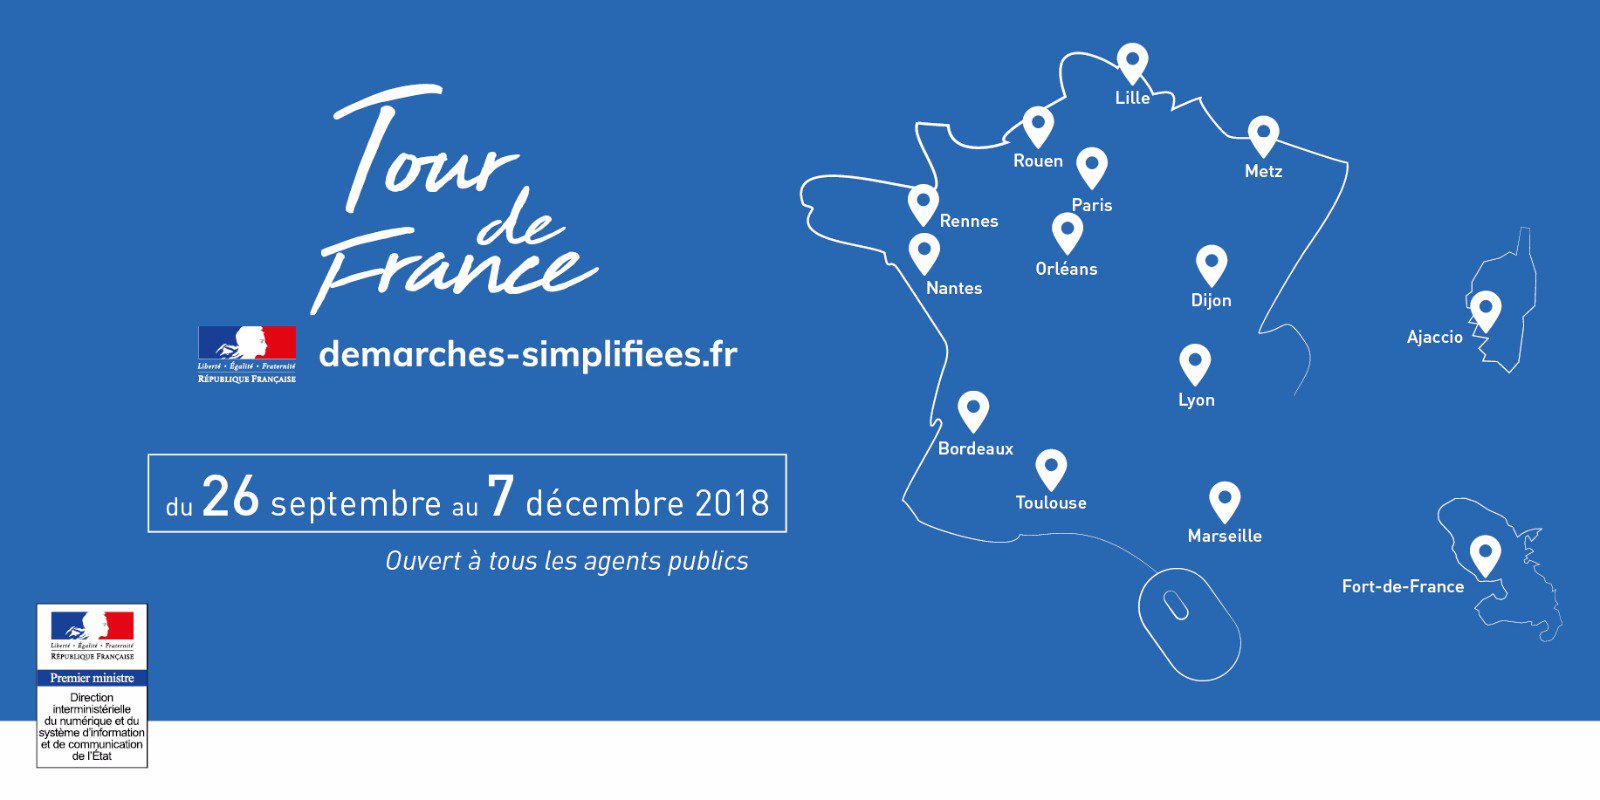 Tour
de
France
Liberté • Égalité • Fraternité
RÉPUBLIQUE FRANÇAISE
demarches-simplifiees.fr
du 26 septembre au 7 décembre 2018
Ouvert à tous les agents publics
Lille
Rouen
Metz
Paris
Rennes
Orléans
Nantes
Dijon
Ajaccio
Lyon
Bordeaux
Toulouse
Marseille
Fort-de-France
Liberté • Égalité • Fraternité
RÉPUBLIQUE FRANÇAISE
Premier ministre
Direction
interministérielle
du numérique et du
système d'information
et de communication
de l'État